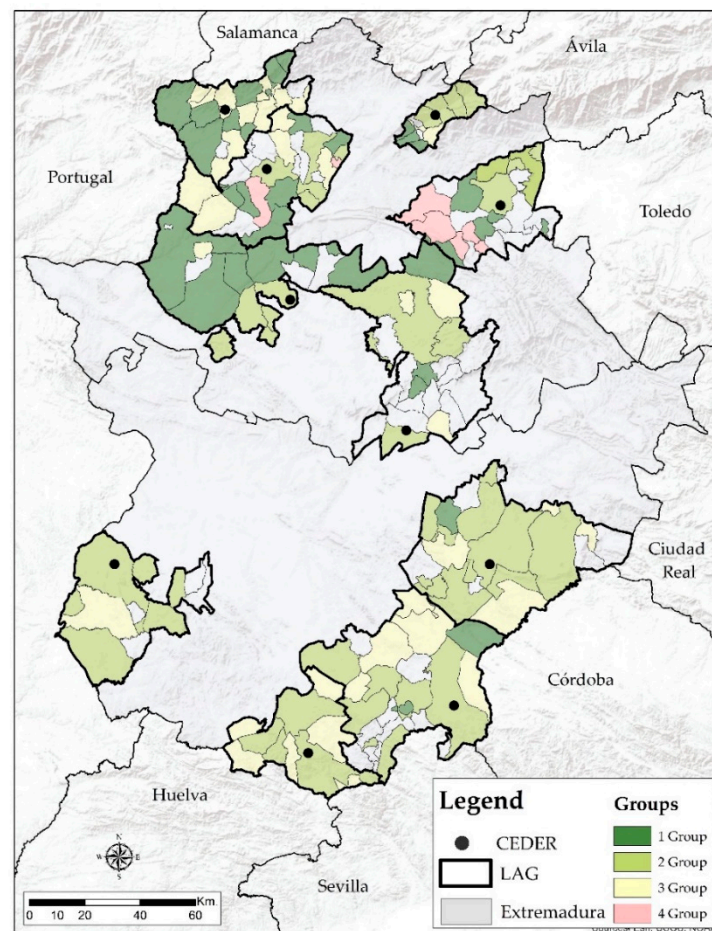 Salamanca
Ávila
Portugal
Toledo
Ciudad
Real
Córdoba
Huelva
Sevilla
N
W E
S
0 10 20 40 60 Km.
Legend
CEDER
LAG
Extremadura
Groups
1 Group
2 Group
3 Group
4 Group